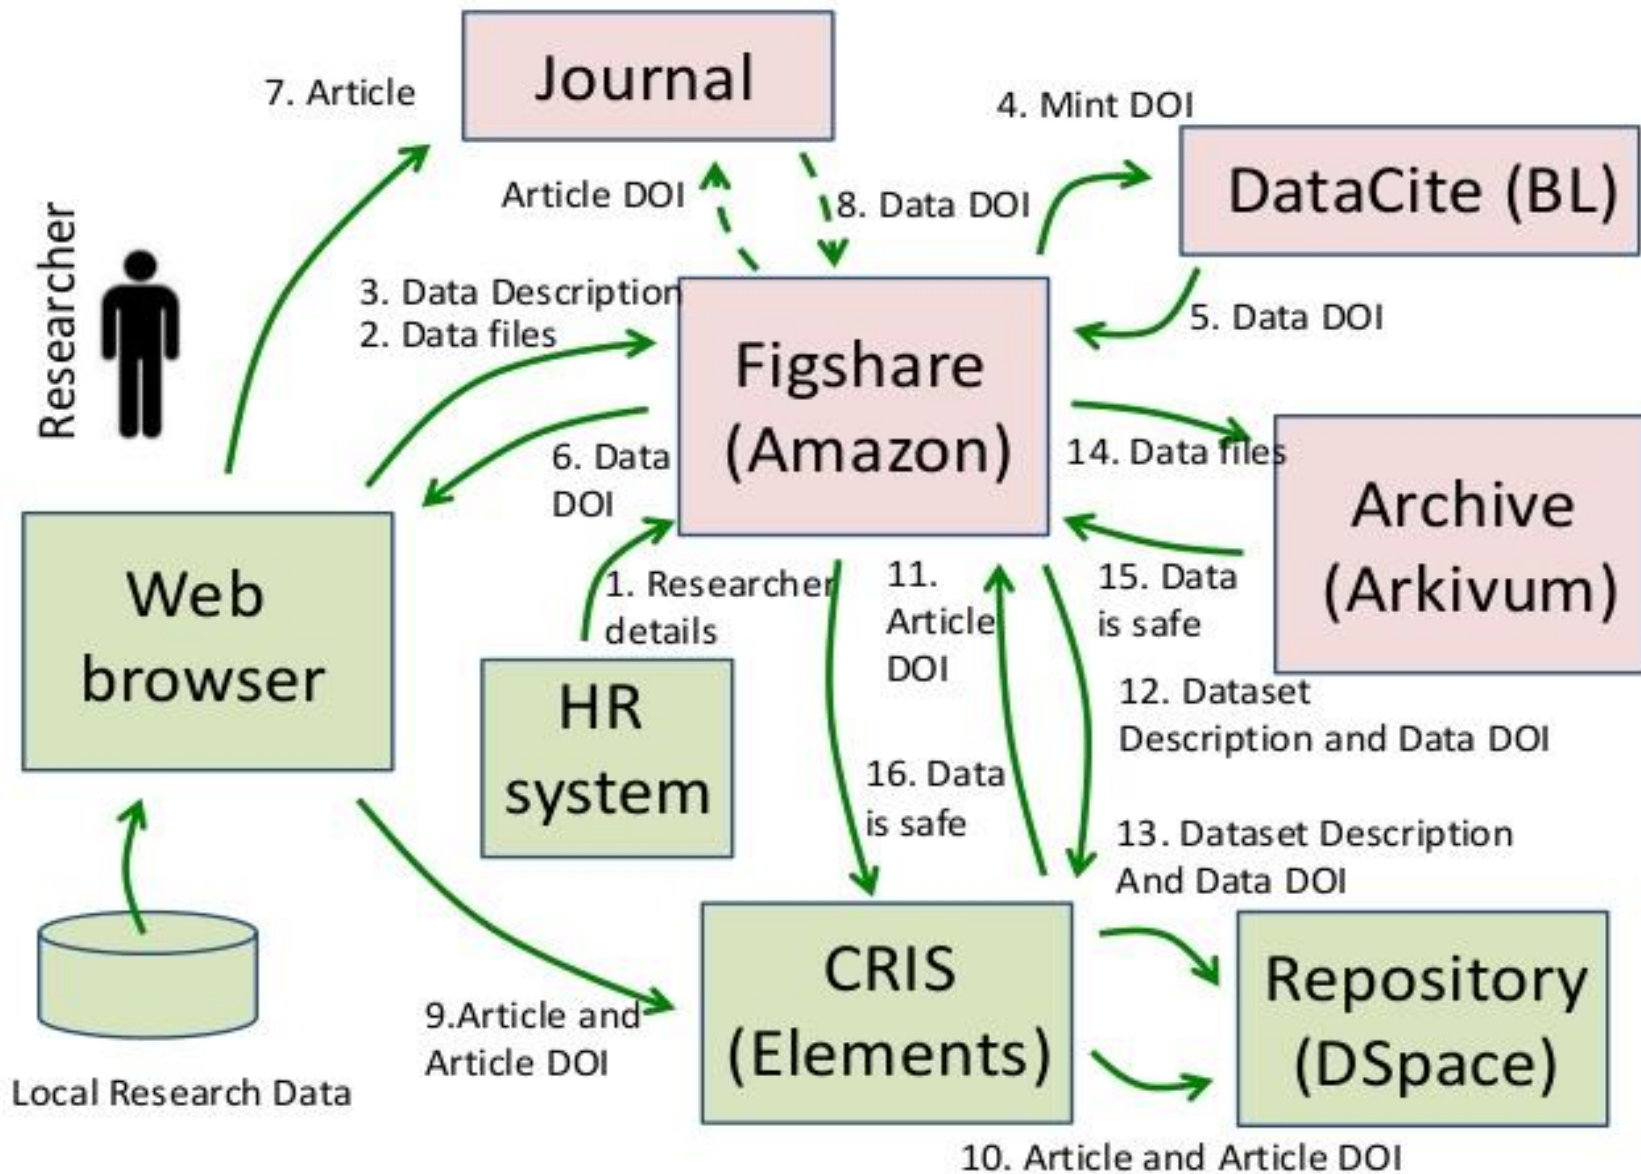 Journal
7. Article
4. Mint DOI
DataCite (BL)
Article DOI
8. Data DOI
Researcher
3. Data Description
2. Data files
5. Data DOI
Figshare
(Amazon)
6. Data
DOI
14. Data files
Archive
(Arkivum)
Web
browser
1. Researcher
details
11.
Article
DOI
15. Data
is safe
HR
system
12. Dataset
Description and Data DOI
16. Data
is safe
13. Dataset Description
And Data DOI
CRIS
(Elements)
Repository
(DSpace)
9.Article and
Article DOI
Local Research Data
10. Article and Article DOI